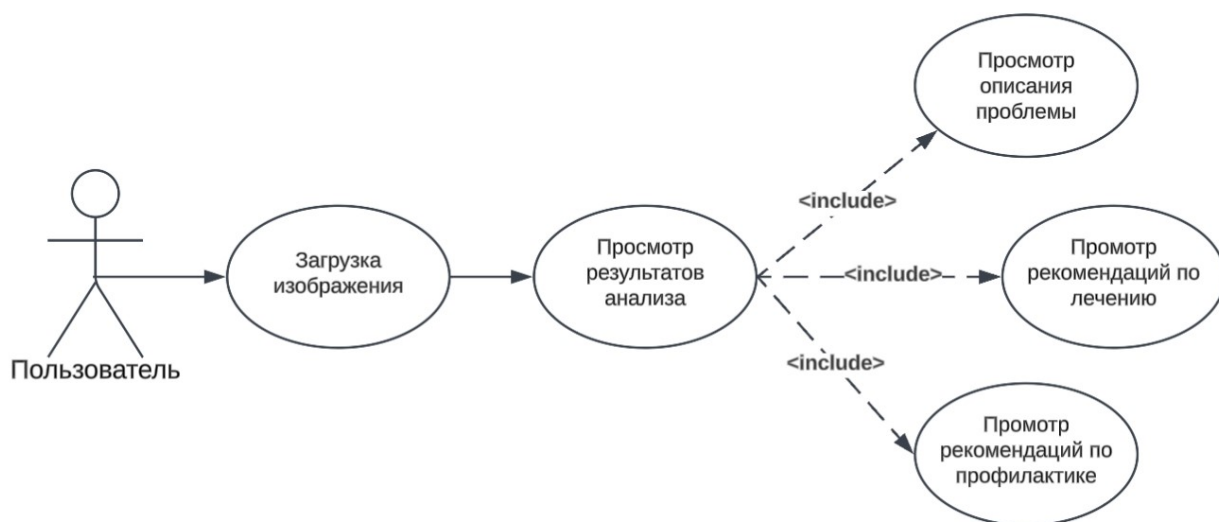 Просмотр
описания
проблемы
<include>
Загрузка
изображения
Просмотр
результатов
анализа
<include>
Промотр
рекомендаций по
лечению
<include>
Пользователь
Промотр
рекомендаций по
профилактике